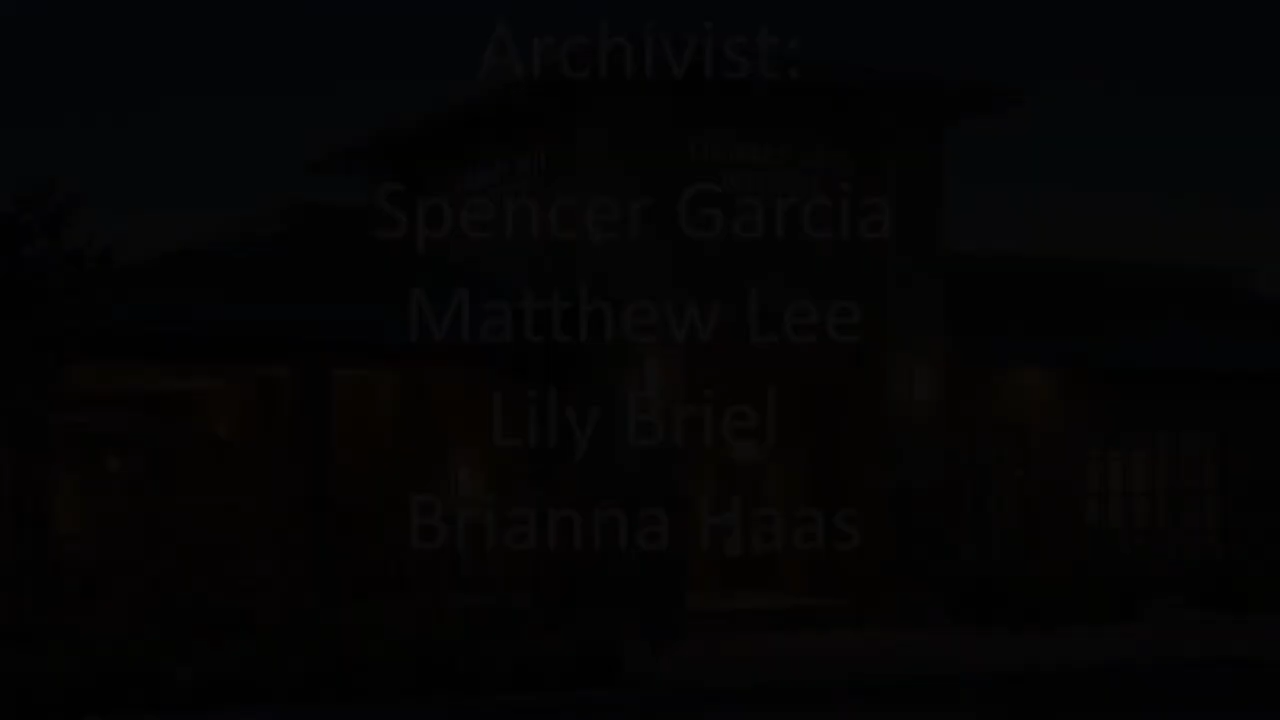 Archivist:
Spencer Garcia
Matthew Lee
Lily Briel
Brianna Haas